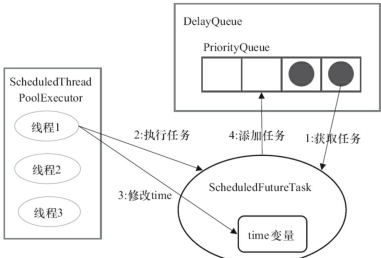 DelayQueue
PriorityQueue
ScheduledThread
PoolExecutor
线程1
线程2
线程3
2:执行任务
4:添加任务
1:获取任务
3:修改time
ScheduledFutureTask
time变量